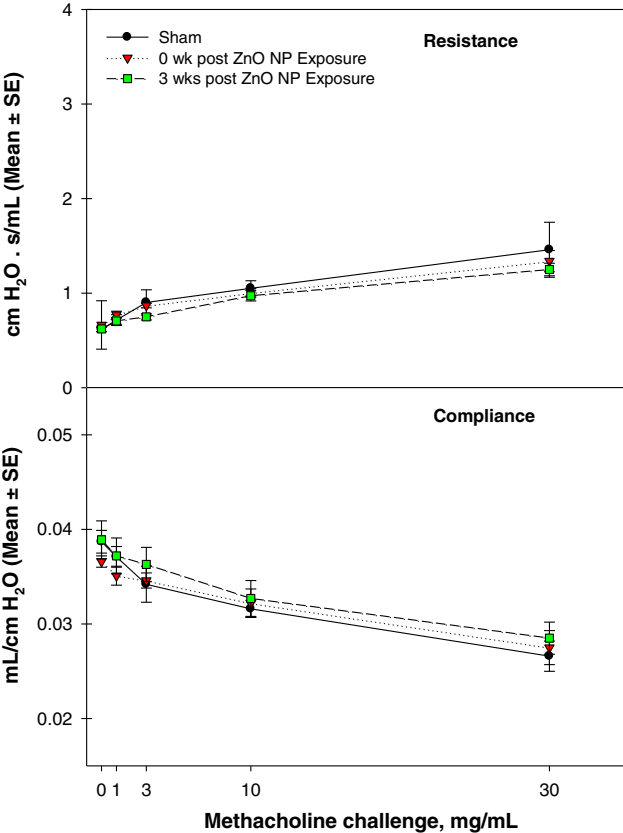 4
3
2
1
0
cm H₂O . s/mL (Mean ± SE)
Sham
0 wk post ZnO NP Exposure
3 wks post ZnO NP Exposure
Resistance
Compliance
0.05
0.04
0.03
0.02
mL/cm H₂O (Mean ± SE)
0 1 3 10 30
Methacholine challenge, mg/mL